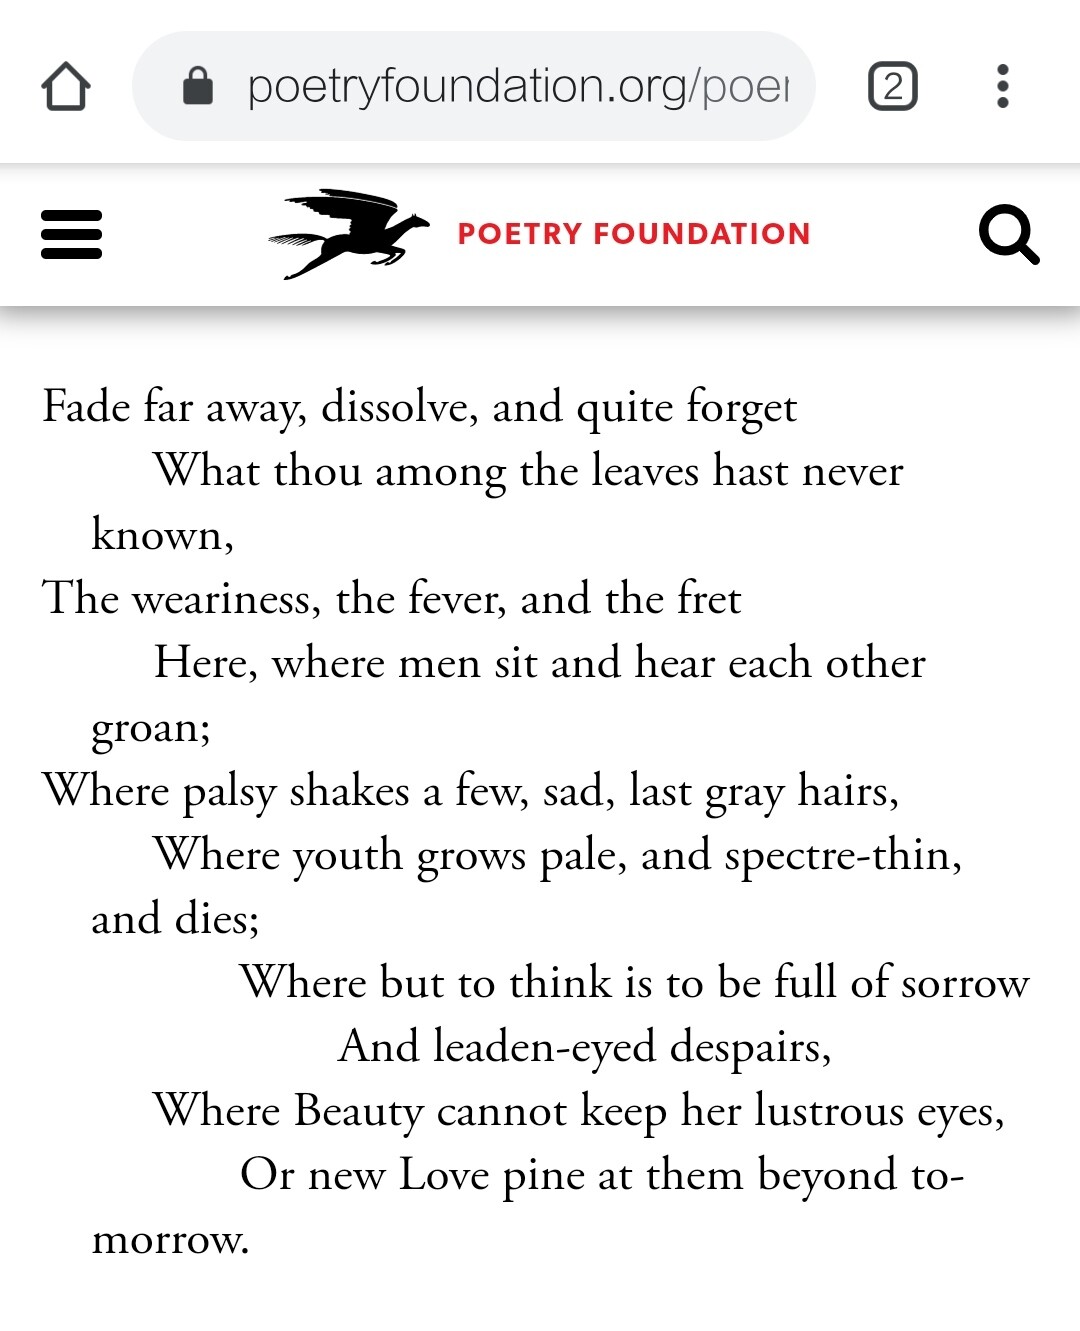 poetryfoundation.org/poer
2
POETRY FOUNDATION
Fade far away, dissolve, and quite forget
What thou among the leaves hast never
known,
The weariness, the fever, and the fret
Here, where men sit and hear each other
groan;
Where palsy shakes a few, sad, last gray hairs,
Where youth grows pale, and spectre-thin,
and dies;
Where but to think is to be full of sorrow
And leaden-eyed despairs,
Where Beauty cannot keep her lustrous eyes,
Or new Love pine at them beyond to-
morrow.